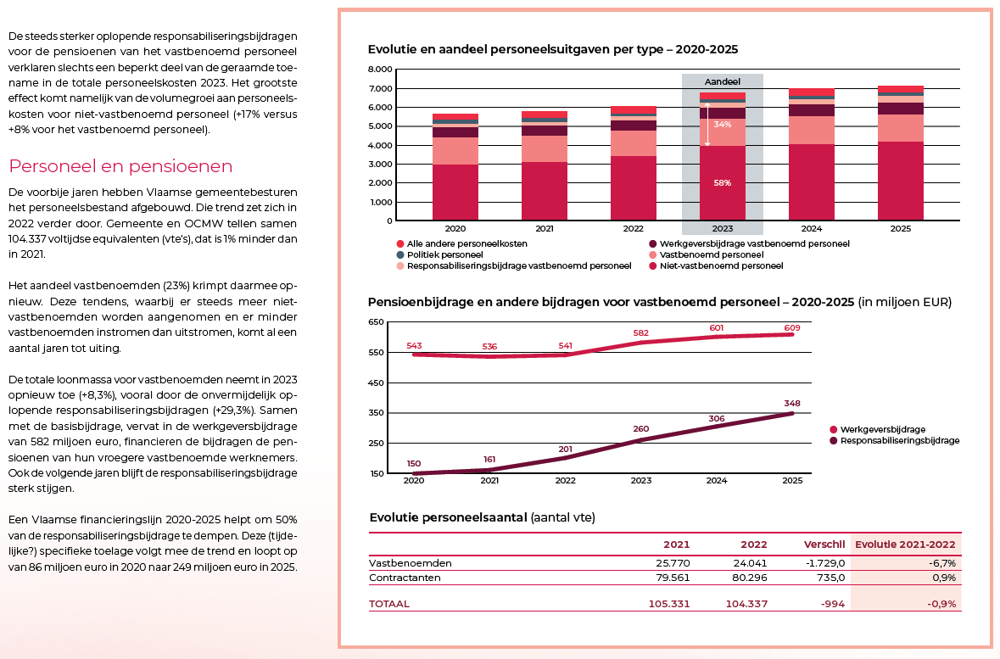 De steeds sterker oplopende responsabiliseringsbijdragen
voor de pensioenen van het vastbenoemd personeel
verklaren slechts een beperkt deel van de geraamde toe-
name in de totale personeelskosten 2023. Het grootste
effect komt namelijk van de volumegroei aan personeels-
kosten voor niet-vastbenoemd personeel (+17% versus
+8% voor het vastbenoemd personeel).
Personeel en pensioenen
De voorbije jaren hebben Vlaamse gemeentebesturen
het personeelsbestand afgebouwd. Die trend zet zich in
2022 verder door. Gemeente en OCMW tellen samen
104.337 voltijdse equivalenten (vte's), dat is 1% minder dan
in 2021.
Het aandeel vastbenoemden (23%) krimpt daarmee op-
nieuw. Deze tendens, waarbij er steeds meer niet-
vastbenoemden worden aangenomen en er minder
vastbenoemden instromen dan uitstromen, komt al een
aantal jaren tot uiting.
De totale loonmassa voor vastbenoemden neemt in 2023
opnieuw toe (+8,3%), vooral door de onvermijdelijk op-
lopende responsabiliseringsbijdragen (+29,3%). Samen
met de basisbijdrage, vervat in de werkgeversbijdrage
van 582 miljoen euro, financieren de bijdragen de pen-
sioenen van hun vroegere vastbenoemde werknemers.
Ook de volgende jaren blijft de responsabiliseringsbijdrage
sterk stijgen.
Een Vlaamse financieringslijn 2020-2025 helpt om 50%
van de responsabiliseringsbijdrage te dempen. Deze (tijde-
lijke?) specifieke toelage volgt mee de trend en loopt op
van 86 miljoen euro in 2020 naar 249 miljoen euro in 2025.
Evolutie en aandeel personeelsuitgaven per type – 2020-2025
8.000
7.000
6.000
5.000
4.000
3.000
2.000
1.000
0
Aandeel
34%
58%
2020 2021 2022 2023 2024 2025
Alle andere personeelkosten
Politiek personeel
Responsabiliseringsbijdrage vastbenoemd personeel
Werkgeversbijdrage vastbenoemd personeel
Vastbenoemd personeel
Niet-vastbenoemd personeel
Pensioenbijdrage en andere bijdragen voor vastbenoemd personeel – 2020-2025 (in miljoen EUR)
650
550
450
350
250
150
543 536 541 582 601 609
150 161 201 260 306 348
2020 2021 2022 2023 2024 2025
Werkgeversbijdrage
Responsabiliseringsbijdrage
Evolutie personeelsaantal (aantal vte)
2021 2022 Verschil Evolutie 2021-2022
Vastbenoemden 25.770 24.041 -1.729,0 -6,7%
Contractanten 79.561 80.296 735,0 0,9%
TOTAAL 105.331 104.337 -994 -0,9%